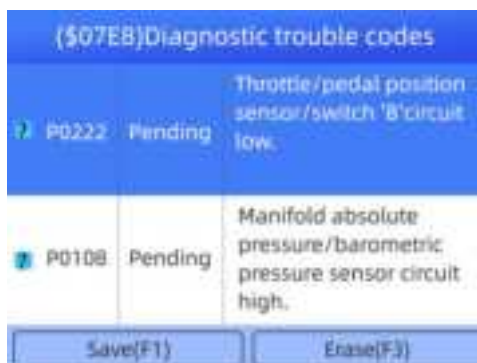 ($07E8)Diagnostic trouble codes
? P0222 Pending Throttle/pedal position
sensor/switch 'B'circuit
low.
? P0108 Pending Manifold absolute
pressure/barometric
pressure sensor circuit
high.
Save(F1) Erase(F3)